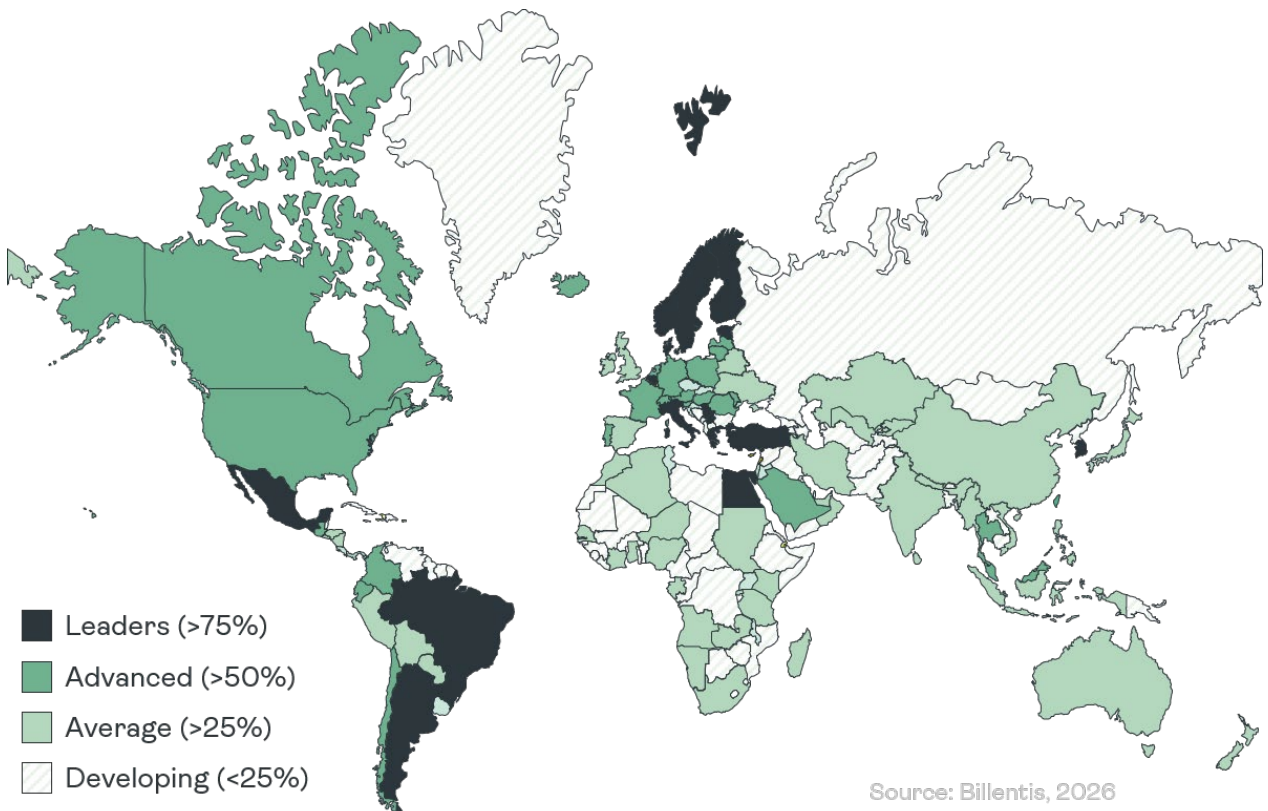 Leaders (>75%)
Advanced (>50%)
Average (>25%)
Developing (<25%)
Source: Billentis, 2026